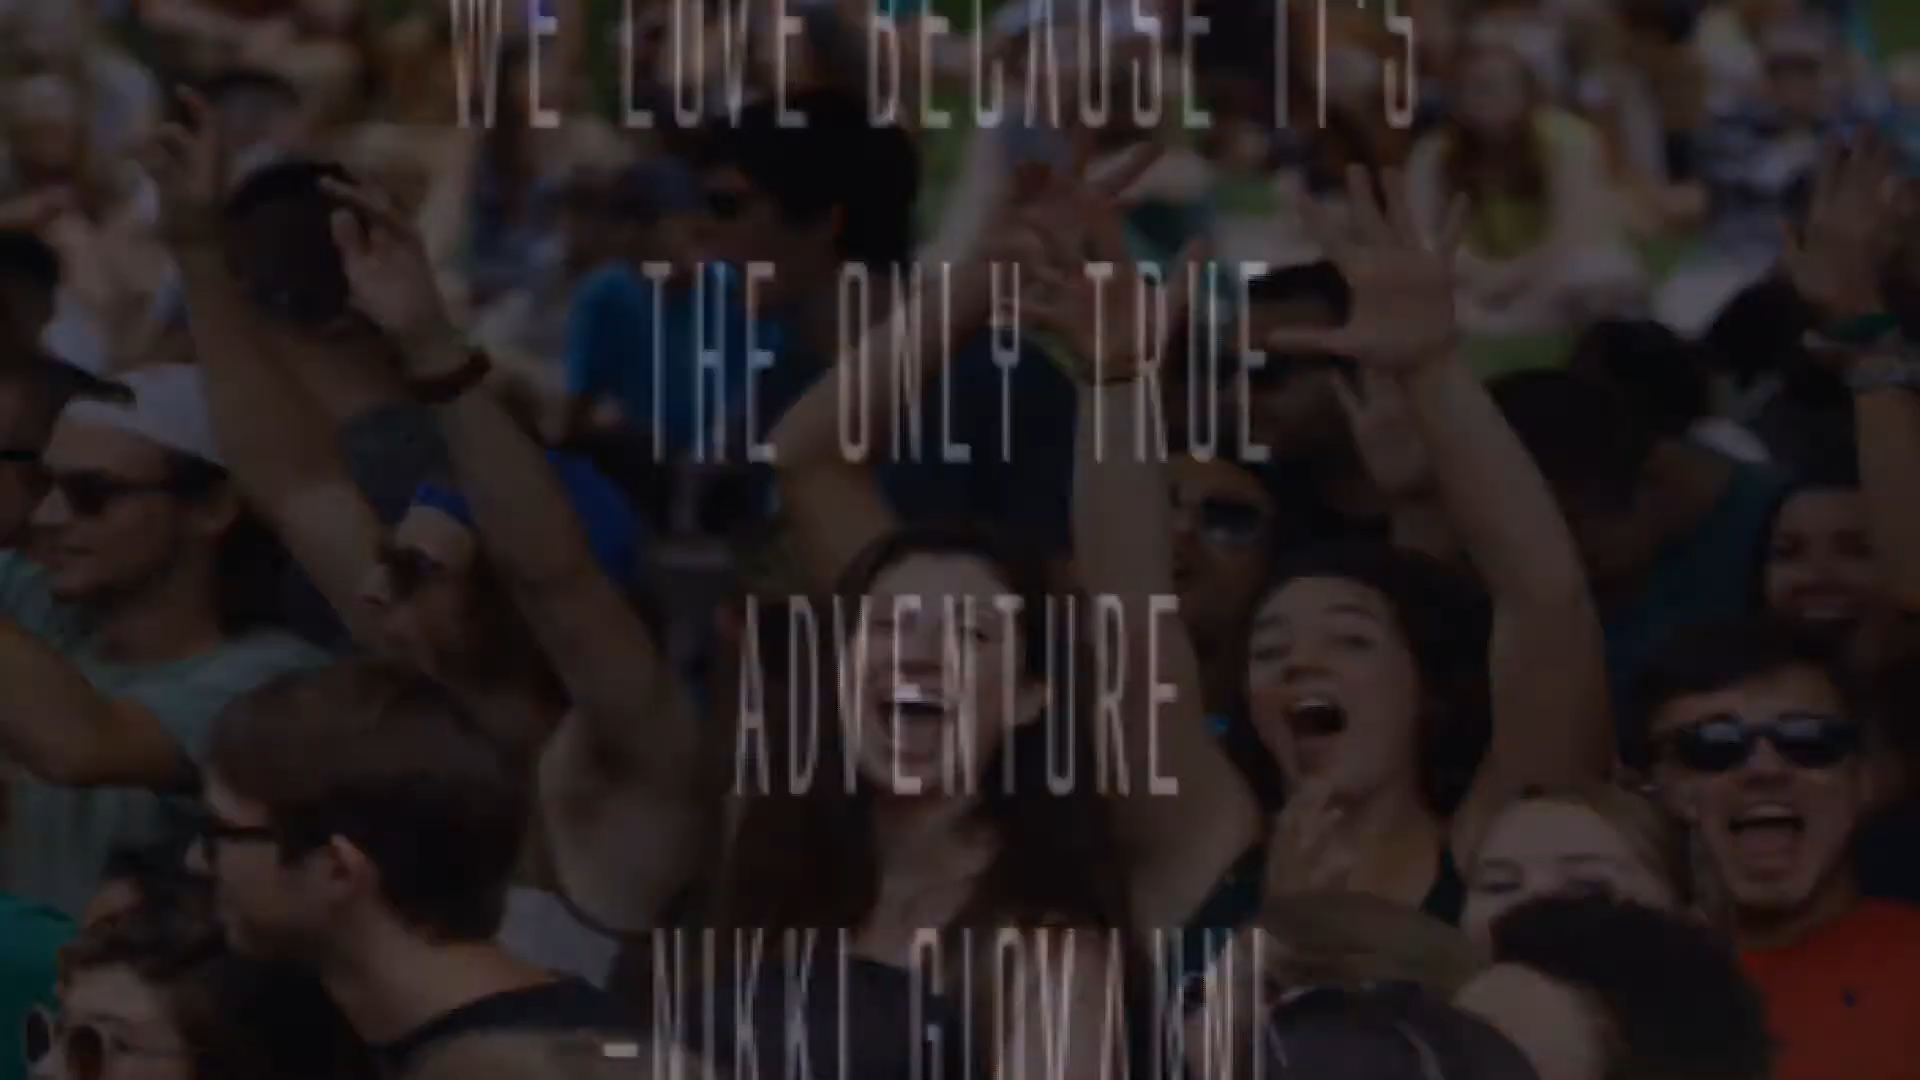 WE LOVE BECAUSE IT'S
THE ONLY TRUE
ADVENTURE
-NIKKI GIOVANNI